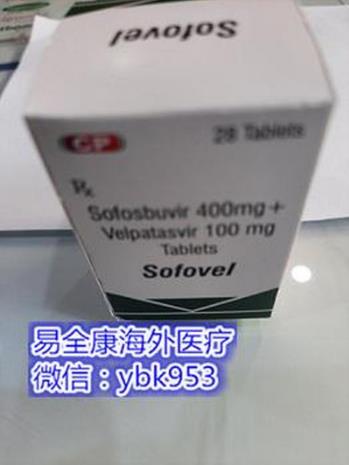 Sofovel
CP
28 Tablets
Rx
Sofosbuvir 400mg+
Velpatasvir 100 mg
Tablets
Sofovel
易全康海外医疗
微信：ybk953